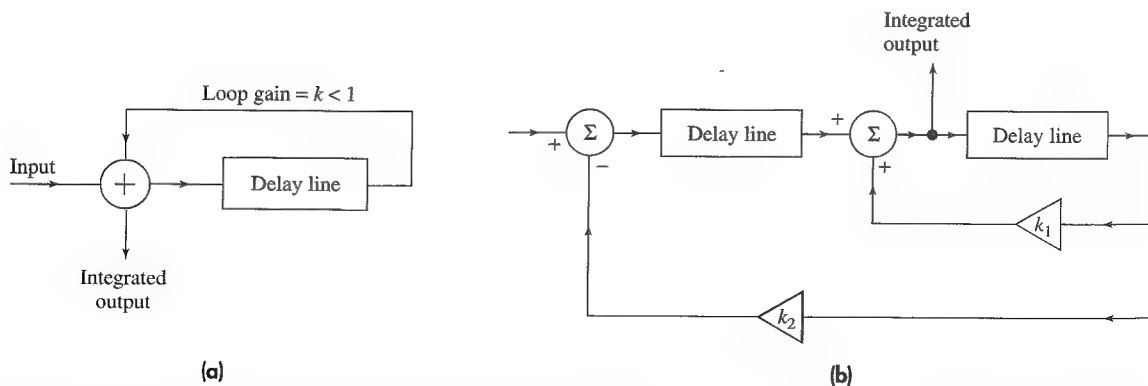 Loop gain = k < 1
Input
+
Delay line
Integrated
output
(a)
Integrated
output
+
Σ
−
Delay line
+
Σ
+
Delay line
k₁
k₂
(b)